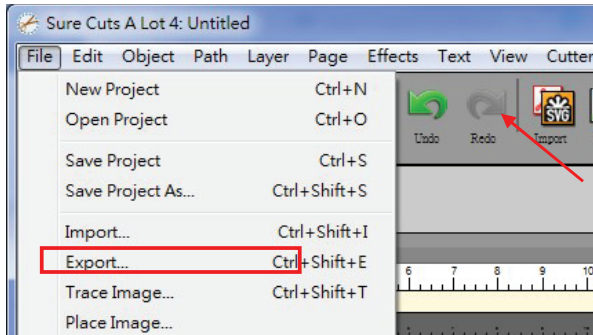 Sure Cuts A Lot 4: Untitled
File Edit Object Path Layer Page Effects Text View Cutter
New Project Ctrl+N
Open Project Ctrl+O
Save Project Ctrl+S
Save Project As... Ctrl+Shift+S
Import... Ctrl+Shift+I
Export... Ctrl+Shift+E
Trace Image... Ctrl+Shift+T
Place Image...
SVG
Undo Redo Import
6 7 8 9 10